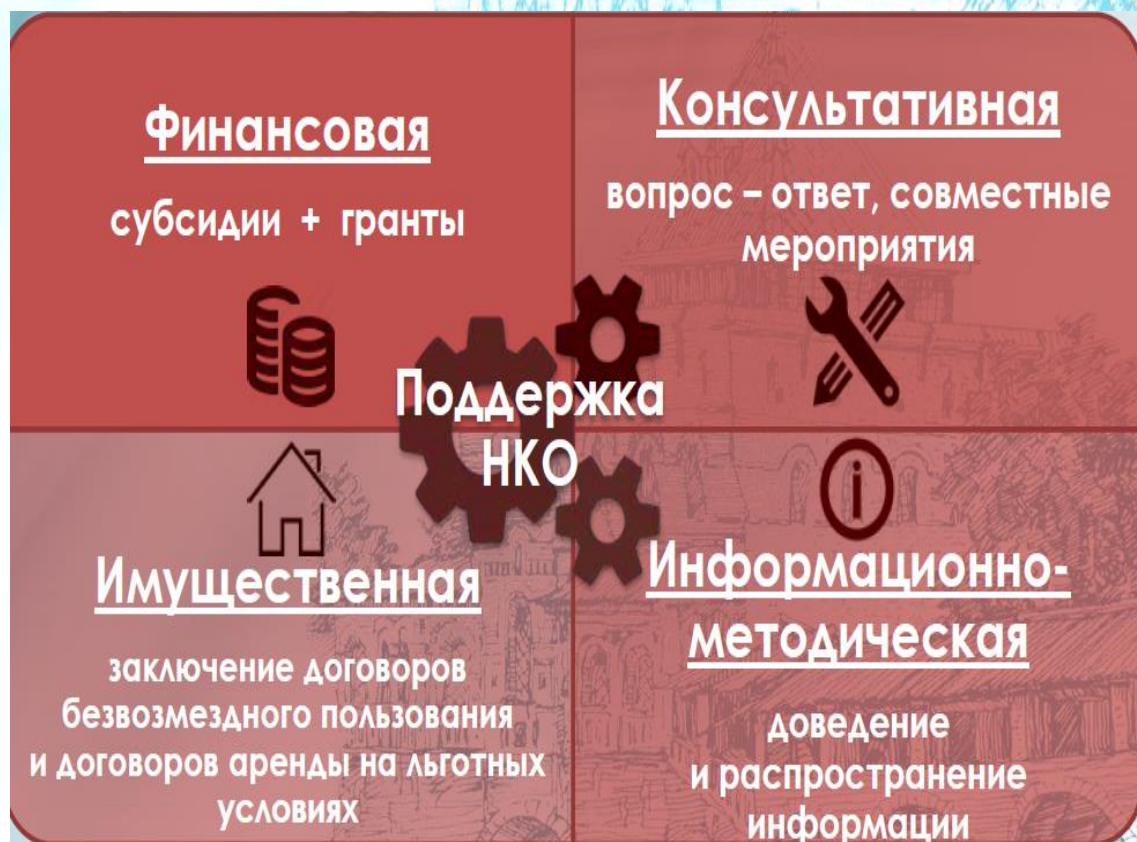 Финансовая
субсидии + гранты
Консультативная
вопрос – ответ, совместные
мероприятия
Поддержка
НКО
Имущественная
заключение договоров
безвозмездного пользования
и договоров аренды на льготных
условиях
Информационно-
методическая
доведение
и распространение
информации